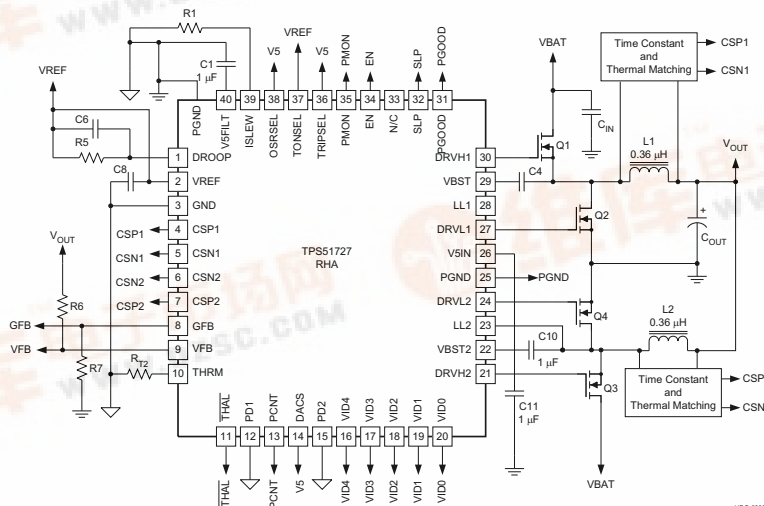 R1
C1
1 μF
V5
VREF
V5
PMON
EN
SLP
PGOOD
VBAT
Time Constant
and
Thermal Matching
CSP1
CSN1
VREF
C6
R5
C8
PGND
40
39
38
37
36
35
34
33
32
31
V5FILT
ISLEW
OSRSEL
TONSEL
TRIPSEL
PMON
EN
N/C
SLP
PGOOD
CIN
Q1
C4
L1
0.36 μH
VOUT
1 DROOP
2 VREF
3 GND
4 CSP1
5 CSN1
6 CSN2
7 CSP2
8 GFB
9 VFB
10 THRM
CSP1
CSN1
CSN2
CSP2
VOUT
R6
GFB
VFB
R7
RT2
TPS51727
RHA
DRVH1 30
VBST 29
LL1 28
DRVL1 27
V5IN 26
PGND 25
DRVL2 24
LL2 23
VBST2 22
DRVH2 21
PGND
Q2
+
COUT
Q4
C10
1 μF
L2
0.36 μH
Q3
C11
1 μF
Time Constant
and
Thermal Matching
CSP
CSN
VBAT
THAL
PD1
PCNT
DACS
PD2
VID4
VID3
VID2
VID1
VID0
11
12
13
14
15
16
17
18
19
20
THAL
PCNT
V5
VID4
VID3
VID2
VID1
VID0